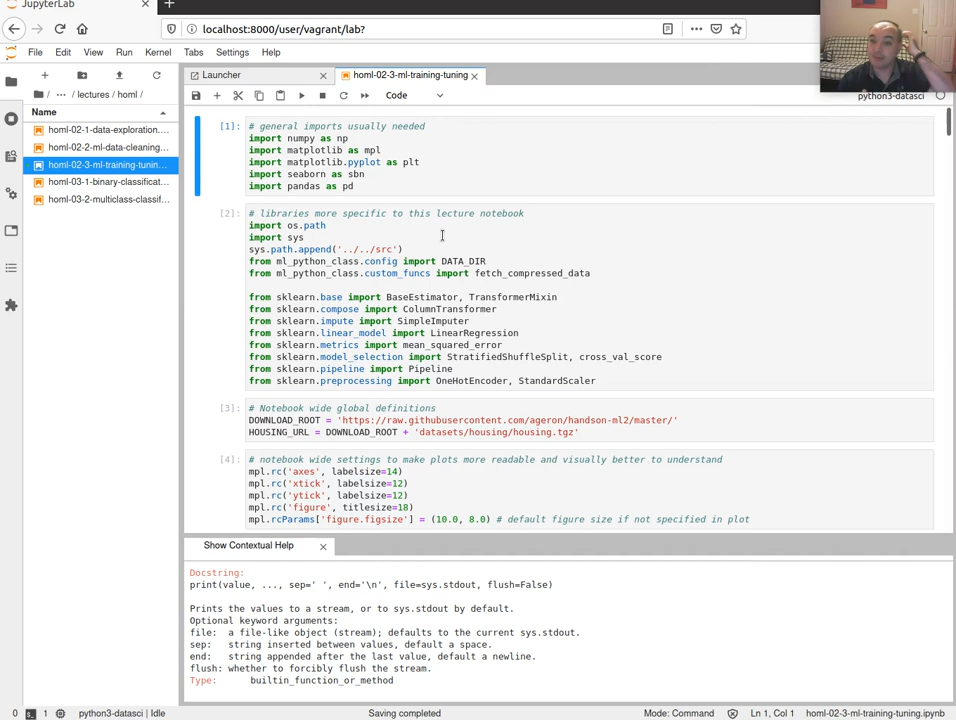 JupyterLab
localhost:8000/user/vagrant/lab?
File Edit View Run Kernel Tabs Settings Help
/ ··· / lectures / homl /
Name
homl-02-1-data-exploration....
homl-02-2-ml-data-cleaning...
homl-02-3-ml-training-tunin...
homl-03-1-binary-classificat...
homl-03-2-multiclass-classif...
Launcher
homl-02-3-ml-training-tuning
Code
python3-datasci
[1]: # general imports usually needed
import numpy as np
import matplotlib as mpl
import matplotlib.pyplot as plt
import seaborn as sbn
import pandas as pd
[2]: # libraries more specific to this lecture notebook
import os.path
import sys
sys.path.append('../../src')
from ml_python_class.config import DATA_DIR
from ml_python_class.custom_funcs import fetch_compressed_data
from sklearn.base import BaseEstimator, TransformerMixin
from sklearn.compose import ColumnTransformer
from sklearn.impute import SimpleImputer
from sklearn.linear_model import LinearRegression
from sklearn.metrics import mean_squared_error
from sklearn.model_selection import StratifiedShuffleSplit, cross_val_score
from sklearn.pipeline import Pipeline
from sklearn.preprocessing import OneHotEncoder, StandardScaler
[3]: # Notebook wide global definitions
DOWNLOAD_ROOT = 'https://raw.githubusercontent.com/ageron/handson-ml2/master/'
HOUSING_URL = DOWNLOAD_ROOT + 'datasets/housing/housing.tgz'
[4]: # notebook wide settings to make plots more readable and visually better to understand
mpl.rc('axes', labelsize=14)
mpl.rc('xtick', labelsize=12)
mpl.rc('ytick', labelsize=12)
mpl.rc('figure', titlesize=18)
mpl.rcParams['figure.figsize'] = (10.0, 8.0) # default figure size if not specified in plot
Show Contextual Help
Docstring:
print(value, ..., sep=' ', end='\n', file=sys.stdout, flush=False)
Prints the values to a stream, or to sys.stdout by default.
Optional keyword arguments:
file: a file-like object (stream); defaults to the current sys.stdout.
sep: string inserted between values, default a space.
end: string appended after the last value, default a newline.
flush: whether to forcibly flush the stream.
Type: builtin_function_or_method
0 1 python3-datasci | Idle Saving completed Mode: Command Ln 1, Col 1 homl-02-3-ml-training-tuning.ipynb